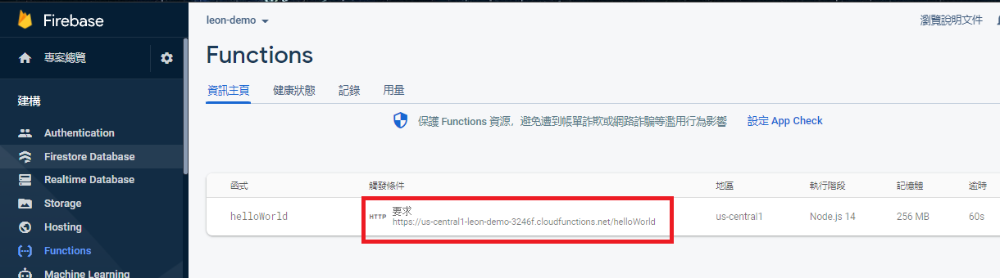 Firebase
leon-demo
瀏覽說明文件
專案總覽
Functions
資訊主頁
健康狀態
記錄
用量
建構
保護 Functions 資源，避免遭到帳單詐欺或網路詐騙等濫用行為影響
設定 App Check
Authentication
Firestore Database
Realtime Database
Storage
Hosting
Functions
Machine Learning
函式
觸發條件
地區
執行階段
記憶體
逾時
helloWorld
HTTP
要求
https://us-central1-leon-demo-3246f.cloudfunctions.net/helloWorld
us-central1
Node.js 14
256 MB
60s